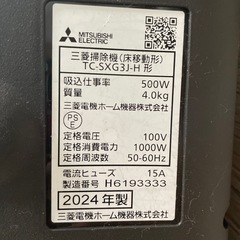 MITSUBISHI
ELECTRIC
三菱掃除機(床移動形)
TC-SXG3J-H 形
吸込仕事率 500W
質量 4.0kg
三菱電機ホーム機器株式会社
PS
E
定格電圧 100V
定格消費電力 1000W
定格周波数 50-60Hz
電流ヒューズ 15A
製造番号 H6193333
2024年製
三菱電機ホーム機器株式会社